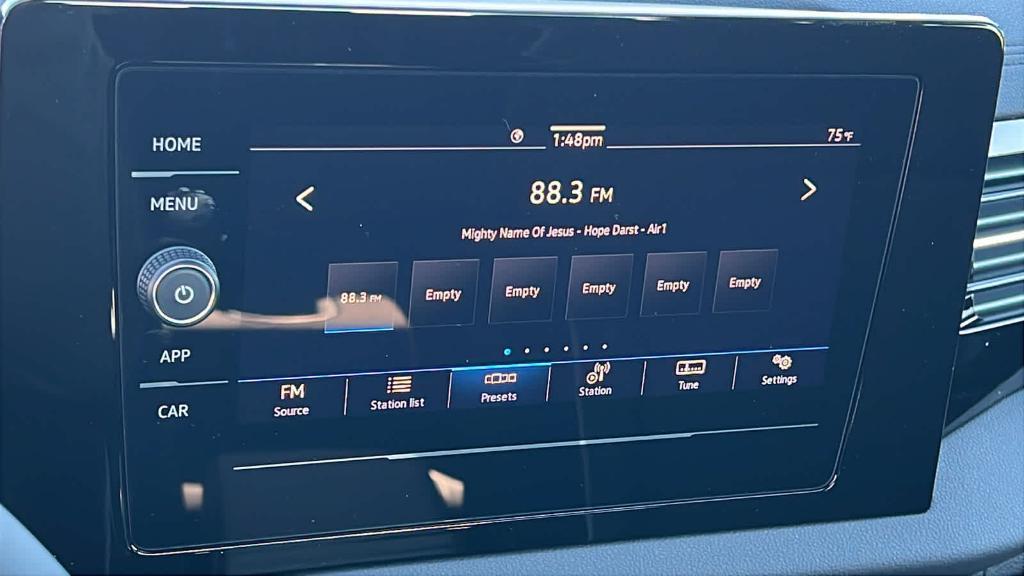 HOME
MENU
APP
CAR
1:48pm
75°F
88.3 FM
Mighty Name Of Jesus - Hope Darst - Air1
88.3 FM
Empty
Empty
Empty
Empty
Empty
FM
Source
Station list
Presets
Station
Tune
Settings